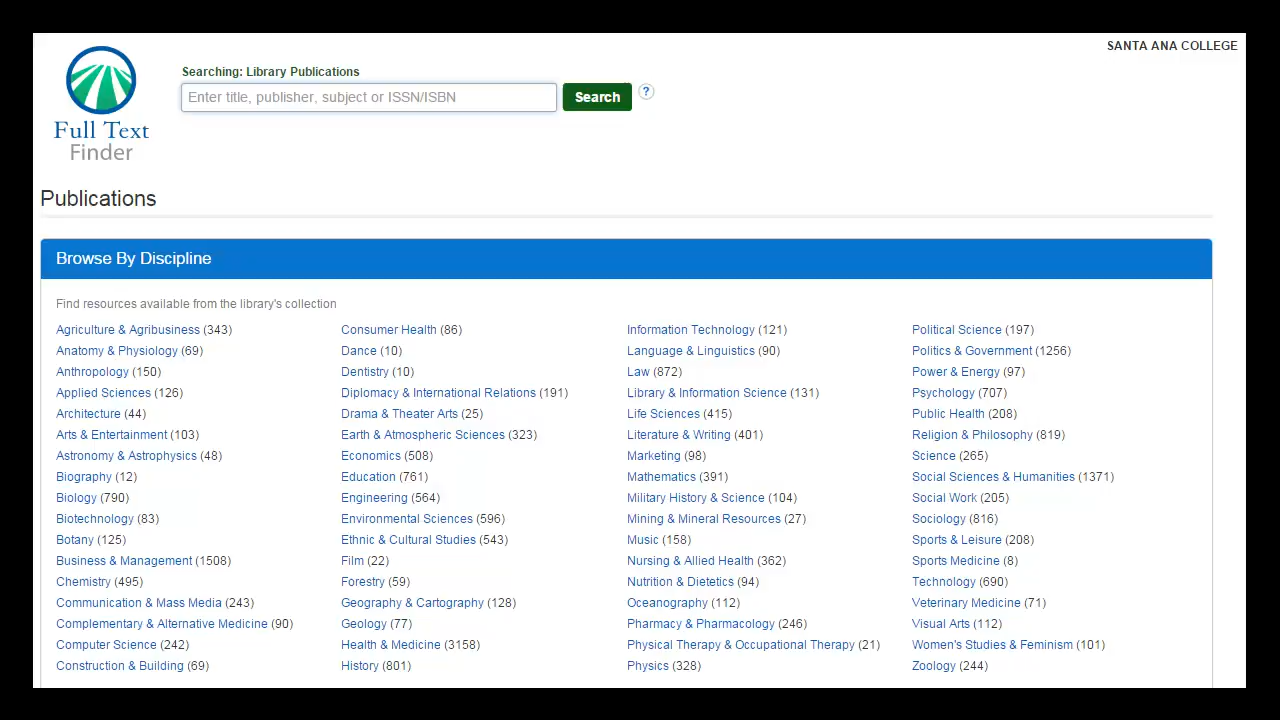 SANTA ANA COLLEGE
Full Text
Finder
Searching: Library Publications
Enter title, publisher, subject or ISSN/ISBN
Search
?
Publications
Browse By Discipline
Find resources available from the library's collection
Agriculture & Agribusiness (343)
Anatomy & Physiology (69)
Anthropology (150)
Applied Sciences (126)
Architecture (44)
Arts & Entertainment (103)
Astronomy & Astrophysics (48)
Biography (12)
Biology (790)
Biotechnology (83)
Botany (125)
Business & Management (1508)
Chemistry (495)
Communication & Mass Media (243)
Complementary & Alternative Medicine (90)
Computer Science (242)
Construction & Building (69)
Consumer Health (86)
Dance (10)
Dentistry (10)
Diplomacy & International Relations (191)
Drama & Theater Arts (25)
Earth & Atmospheric Sciences (323)
Economics (508)
Education (761)
Engineering (564)
Environmental Sciences (596)
Ethnic & Cultural Studies (543)
Film (22)
Forestry (59)
Geography & Cartography (128)
Geology (77)
Health & Medicine (3158)
History (801)
Information Technology (121)
Language & Linguistics (90)
Law (872)
Library & Information Science (131)
Life Sciences (415)
Literature & Writing (401)
Marketing (98)
Mathematics (391)
Military History & Science (104)
Mining & Mineral Resources (27)
Music (158)
Nursing & Allied Health (362)
Nutrition & Dietetics (94)
Oceanography (112)
Pharmacy & Pharmacology (246)
Physical Therapy & Occupational Therapy (21)
Physics (328)
Political Science (197)
Politics & Government (1256)
Power & Energy (97)
Psychology (707)
Public Health (208)
Religion & Philosophy (819)
Science (265)
Social Sciences & Humanities (1371)
Social Work (205)
Sociology (816)
Sports & Leisure (208)
Sports Medicine (8)
Technology (690)
Veterinary Medicine (71)
Visual Arts (112)
Women's Studies & Feminism (101)
Zoology (244)